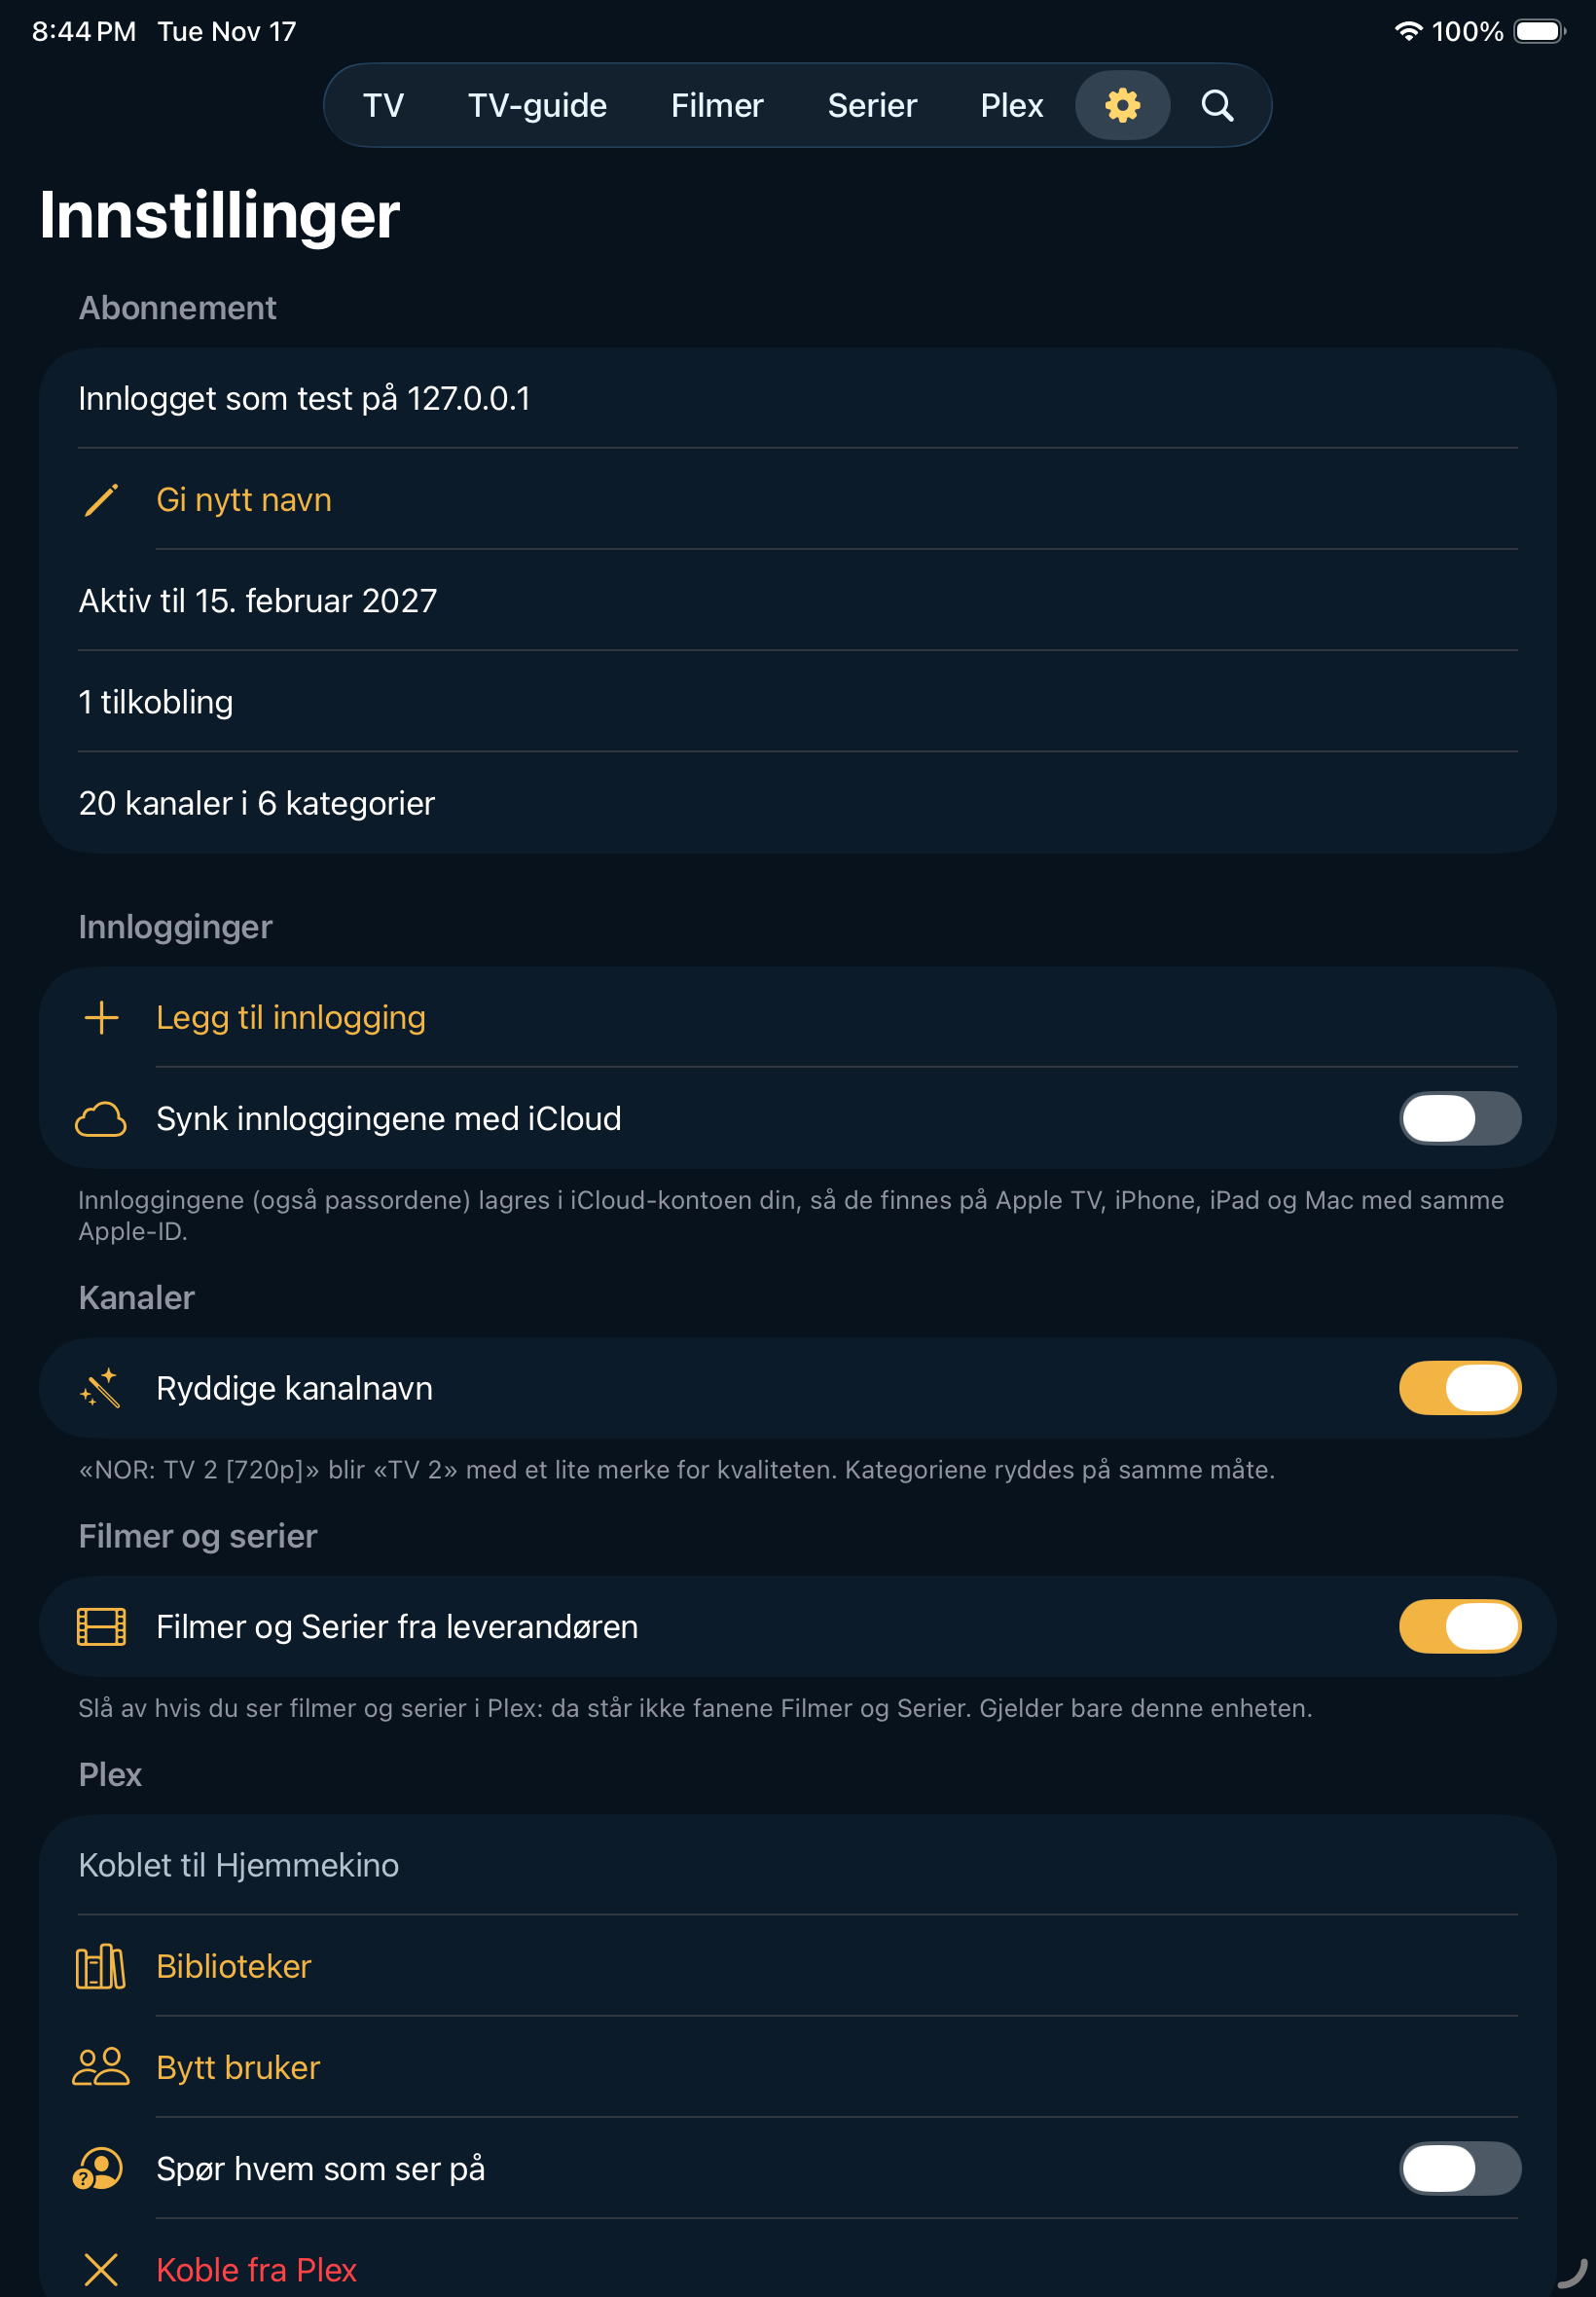 8:44 PM Tue Nov 17
100%
TV TV-guide Filmer Serier Plex
Innstillinger
Abonnement
Innlogget som test på 127.0.0.1
Gi nytt navn
Aktiv til 15. februar 2027
1 tilkobling
20 kanaler i 6 kategorier
Innlogginger
Legg til innlogging
Synk innloggingene med iCloud
Innloggingene (også passordene) lagres i iCloud-kontoen din, så de finnes på Apple TV, iPhone, iPad og Mac med samme
Apple-ID.
Kanaler
Ryddige kanalnavn
«NOR: TV 2 [720p]» blir «TV 2» med et lite merke for kvaliteten. Kategoriene ryddes på samme måte.
Filmer og serier
Filmer og Serier fra leverandøren
Slå av hvis du ser filmer og serier i Plex: da står ikke fanene Filmer og Serier. Gjelder bare denne enheten.
Plex
Koblet til Hjemmekino
Biblioteker
Bytt bruker
Spør hvem som ser på
Koble fra Plex